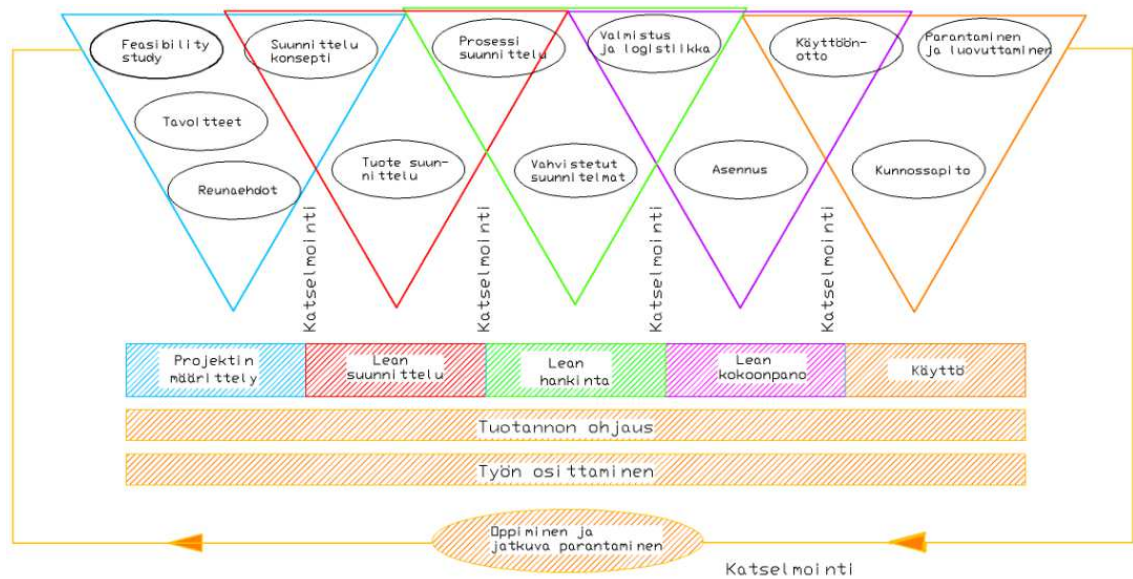 Feasibility
study
Suunnittelu
konsepti
Prosessi
suunnittelu
Valmistus
ja logistiikka
Käyttöön-
otto
Parantaminen
ja luovuttaminen
Tavoitteet
Reunaehdot
Tuote suun-
nittelu
Vahvistetut
suunnitelmat
Asennus
Kunnossapito
Katselmointi
Katselmointi
Katselmointi
Katselmointi
Projektin
määrittely
Lean
suunnittelu
Lean
hankinta
Lean
kokoonpano
Käyttö
Tuotannon ohjaus
Työn osittaminen
Oppiminen ja
jatkuva parantaminen
Katselmointi